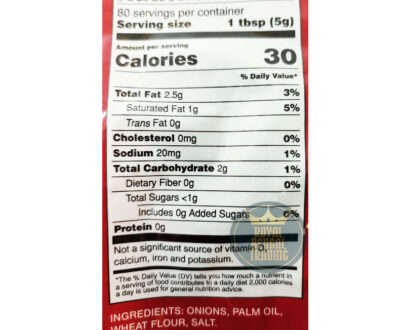 80 servings per container
Serving size 1 tbsp (5g)
Amount per serving
Calories 30
% Daily Value*
Total Fat 2.5g 3%
Saturated Fat 1g 5%
Trans Fat 0g
Cholesterol 0mg 0%
Sodium 20mg 1%
Total Carbohydrate 2g 1%
Dietary Fiber 0g 0%
Total Sugars <1g
Includes 0g Added Sugars 0%
Protein 0g
Not a significant source of vitamin D,
calcium, iron and potassium.
*The % Daily Value (DV) tells you how much a nutrient in
a serving of food contributes to a daily diet 2,000 calories
a day is used for general nutrition advice.
INGREDIENTS: ONIONS, PALM OIL,
WHEAT FLOUR, SALT.
ROYAL
BENGAL
TRADING